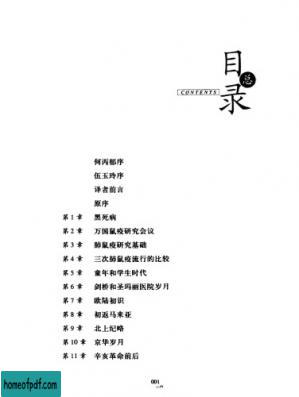 总目录
CONTENTS
何丙郁序
伍玉玲序
译者前言
原序
第1章 黑死病
第2章 万国鼠疫研究会议
第3章 肺鼠疫研究基础
第4章 三次肺鼠疫流行的比较
第5章 童年和学生时代
第6章 剑桥和圣玛丽医院岁月
第7章 欧陆初识
第8章 初返马来亚
第9章 北上纪略
第10章 京华岁月
第11章 辛亥革命前后
001
homeofpdf.com
homeofpdf.com